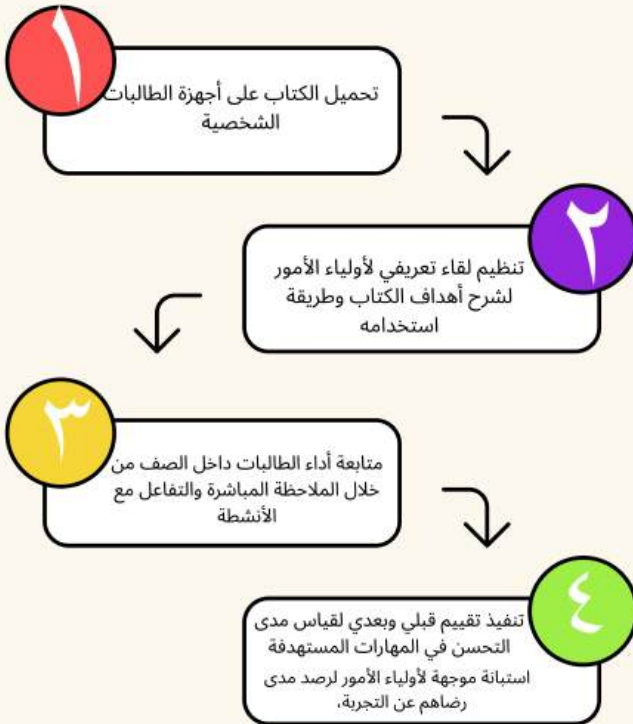 ١
تحميل الكتاب على أجهزة الطالبات
الشخصية
٢
تنظيم لقاء تعريفي لأولياء الأمور
لشرح أهداف الكتاب وطريقة
استخدامه
٣
متابعة أداء الطالبات داخل الصف من
خلال الملاحظة المباشرة والتفاعل مع
الأنشطة
٤
تنفيذ تقييم قبلي وبعدي لقياس مدى
التحسن في المهارات المستهدفة
استبانة موجهة لأولياء الأمور لرصد مدى
رضاهم عن التجربة،